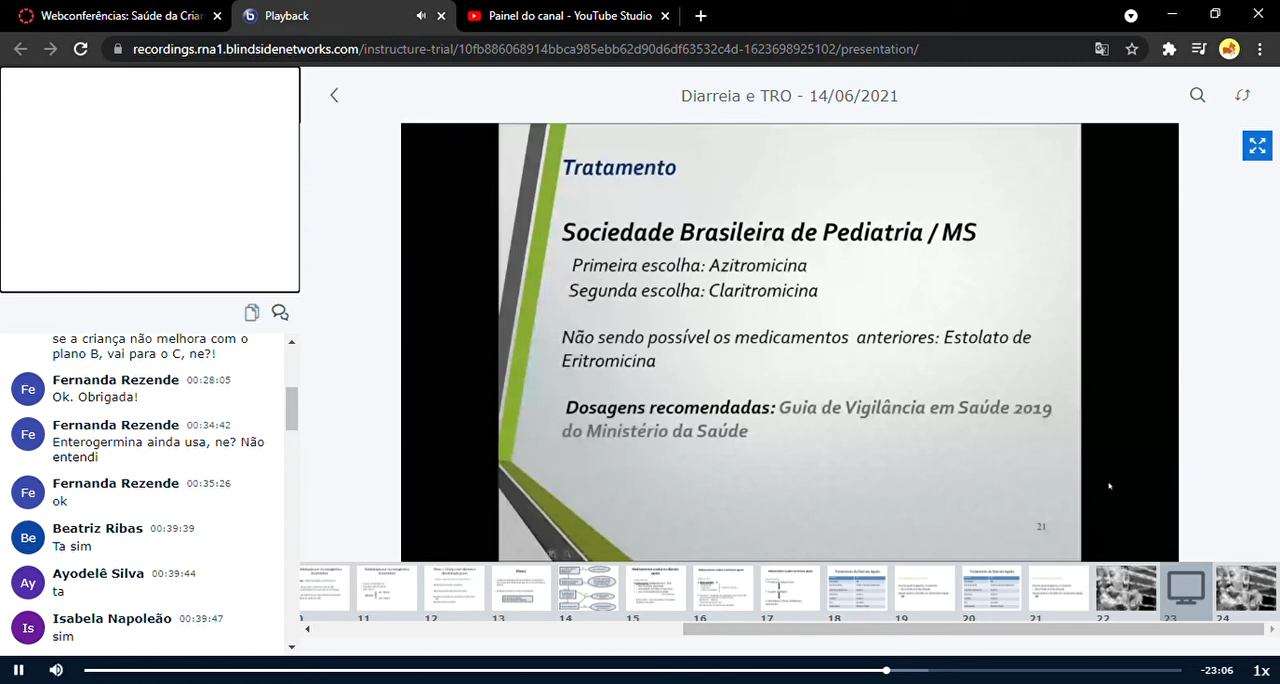 Webconferências: Saúde da Crian
Playback
Painel do canal - YouTube Studio
recordings.rna1.blindsidenetworks.com/instructure-trial/10fb886068914bbca985ebb62d90d6df63532c4d-1623698925102/presentation/
Diarreia e TRO - 14/06/2021
Tratamento
Sociedade Brasileira de Pediatria / MS
Primeira escolha: Azitromicina
Segunda escolha: Claritromicina
Não sendo possível os medicamentos anteriores: Estolato de
Eritromicina
Dosagens recomendadas: Guia de Vigilância em Saúde 2019
do Ministério da Saúde
21
se a criança não melhora com o
plano B, vai para o C, ne?!
Fe
Fernanda Rezende 00:28:05
Ok. Obrigada!
Fe
Fernanda Rezende 00:34:42
Enterogermina ainda usa, ne? Não
entendi
Fe
Fernanda Rezende 00:35:26
ok
Be
Beatriz Ribas 00:39:39
Ta sim
Ay
Ayodelê Silva 00:39:44
ta
Is
Isabela Napoleão 00:39:47
sim
11 12 13 14 15 16 17 18 19 20 21 22 23 24
-23:06 1x